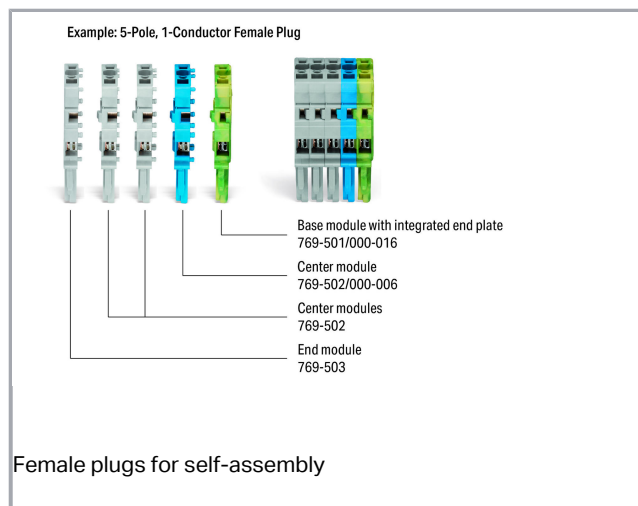 Example: 5-Pole, 1-Conductor Female Plug
Base module with integrated end plate
769-501/000-016
Center module
769-502/000-006
Center modules
769-502
End module
769-503
Female plugs for self-assembly